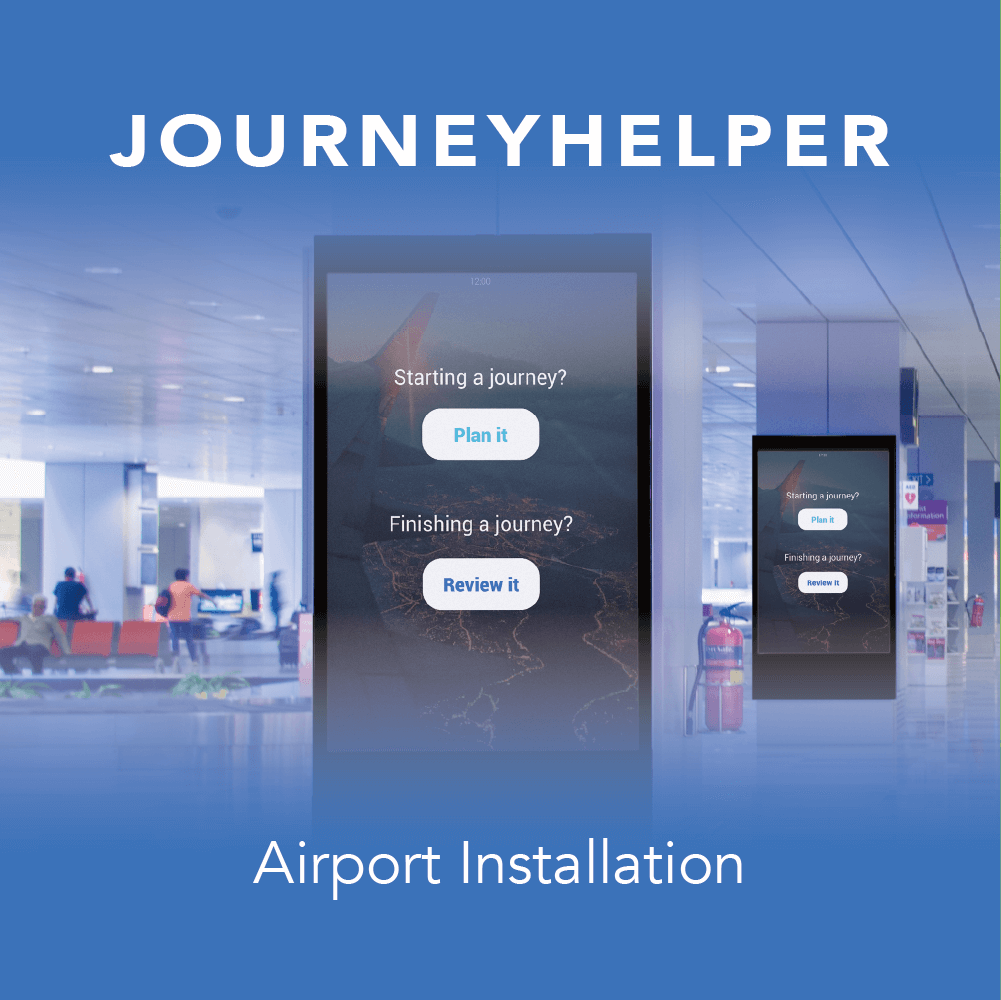 JOURNEYHELPER
12:00
Starting a journey?
Plan it
Finishing a journey?
Review it
Starting a journey?
Plan it
Finishing a journey?
Review it
AED
Airport Installation